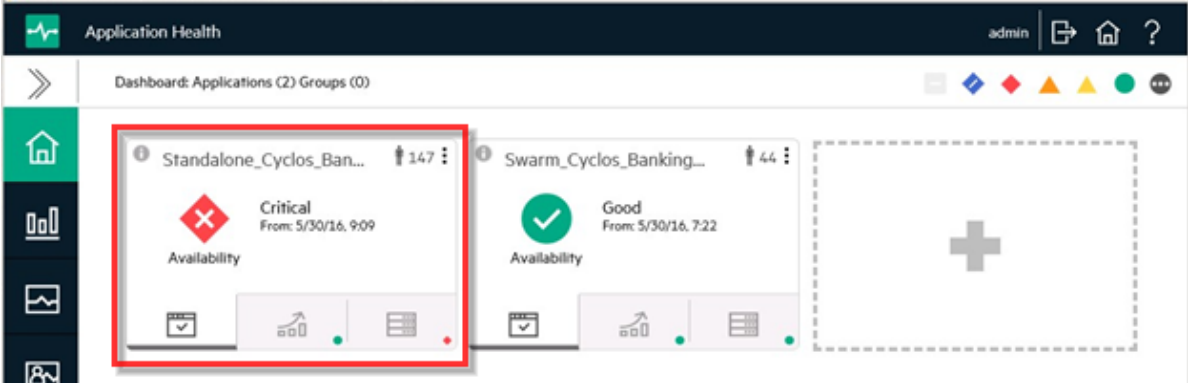 Application Health
admin
?
Dashboard: Applications (2) Groups (0)
Standalone_Cyclos_Ban... 147
Critical
From: 5/30/16, 9:09
Availability
Swarm_Cyclos_Banking... 44
Good
From: 5/30/16, 7:22
Availability